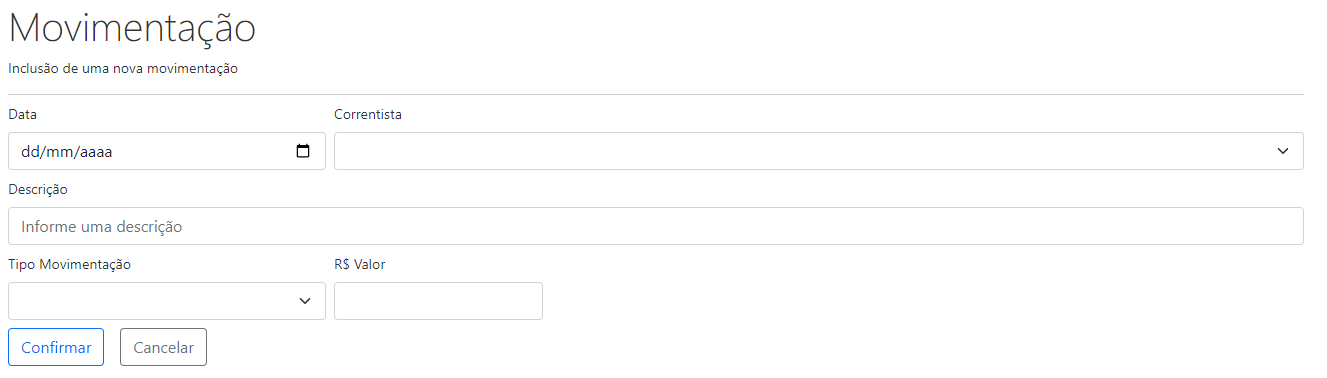 Movimentação
Inclusão de uma nova movimentação
Data Correntista
dd/mm/aaaa
Descrição
Informe uma descrição
Tipo Movimentação R$ Valor
Confirmar Cancelar